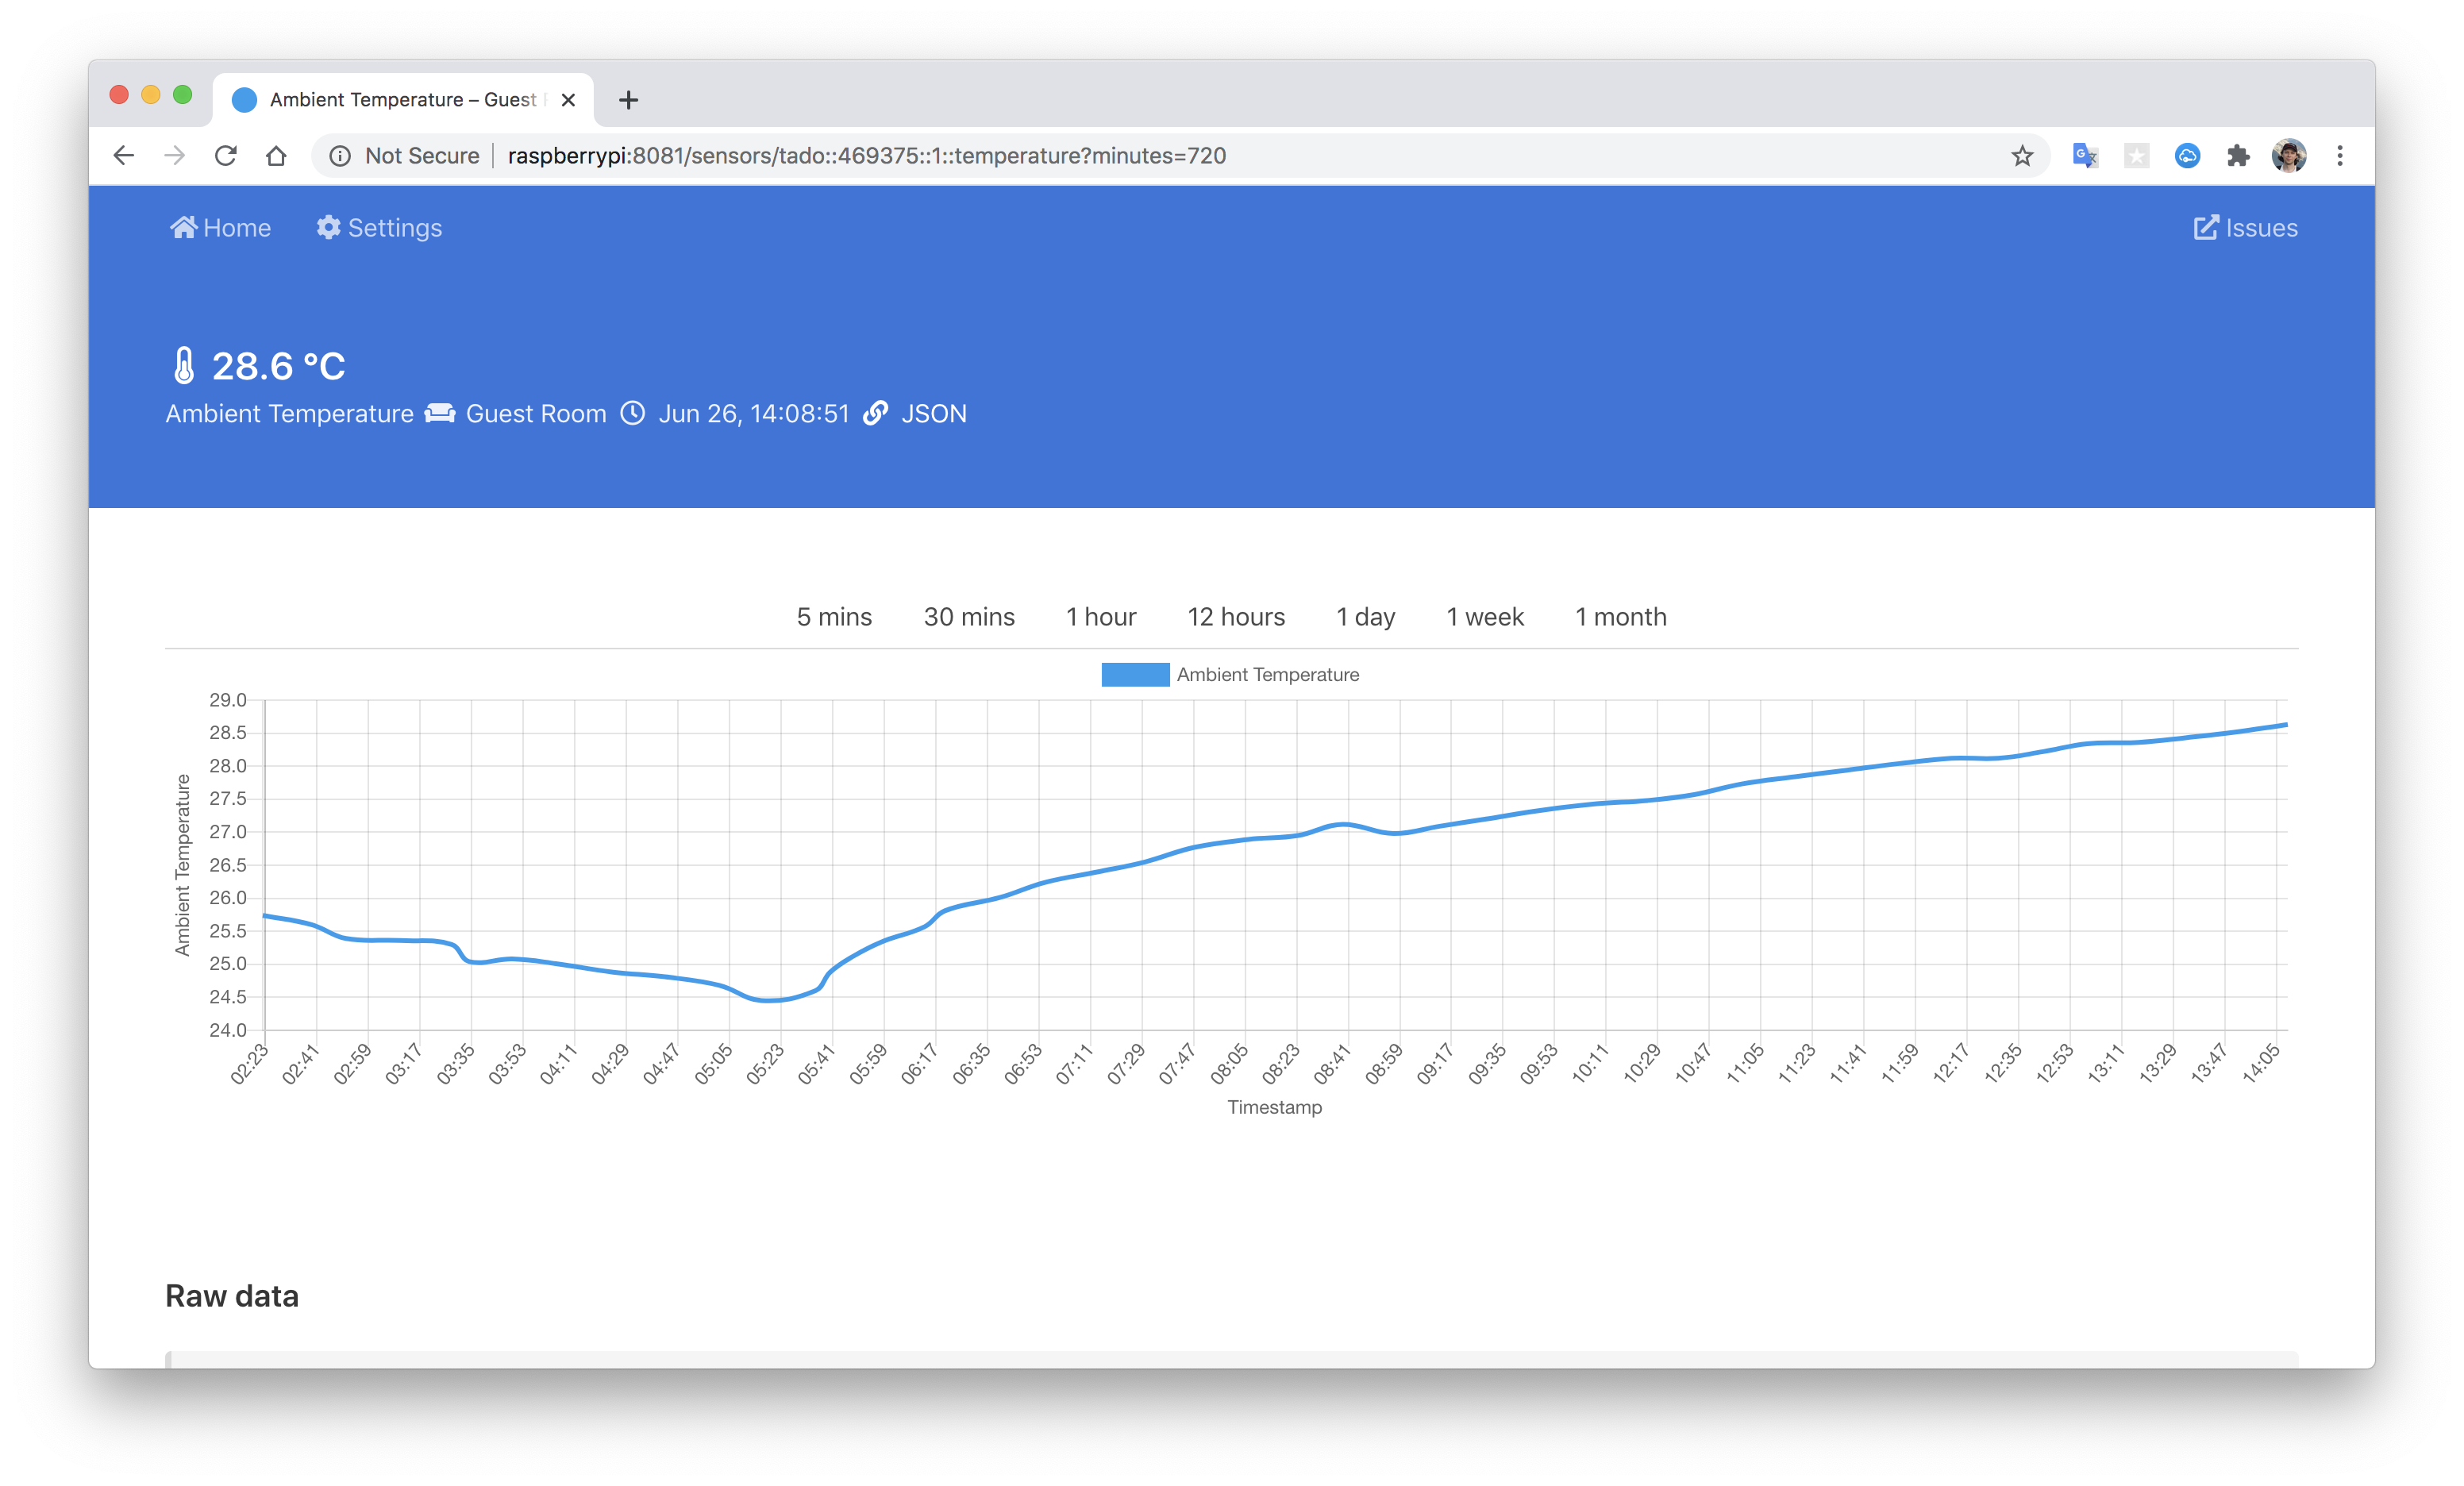 Ambient Temperature – Guest
Not Secure | raspberrypi:8081/sensors/tado::469375::1::temperature?minutes=720
Home Settings Issues
28.6 °C
Ambient Temperature Guest Room Jun 26, 14:08:51 JSON
5 mins 30 mins 1 hour 12 hours 1 day 1 week 1 month
Ambient Temperature
29.0
28.5
28.0
27.5
27.0
26.5
26.0
25.5
25.0
24.5
24.0
Ambient Temperature
02:23 02:41 02:59 03:17 03:35 03:53 04:11 04:29 04:47 05:05 05:23 05:41 05:59 06:17 06:35 06:53 07:11 07:29 07:47 08:05 08:23 08:41 08:59 09:17 09:35 09:53 10:11 10:29 10:47 11:05 11:23 11:41 11:59 12:17 12:35 12:53 13:11 13:29 13:47 14:05
Timestamp
Raw data